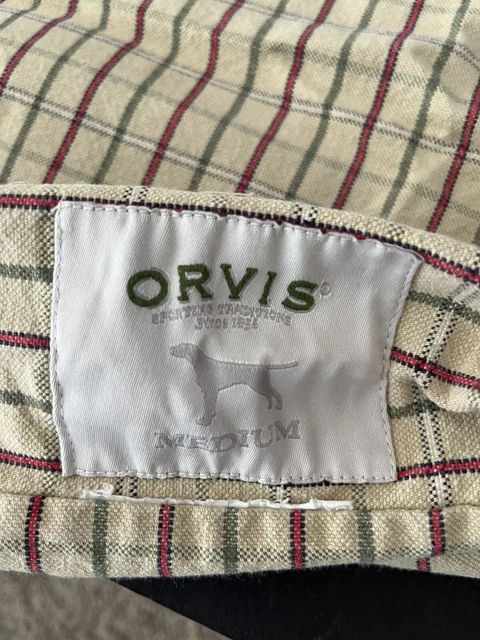 ORVIS®
SPORTING TRADITIONS
SINCE 1856
MEDIUM